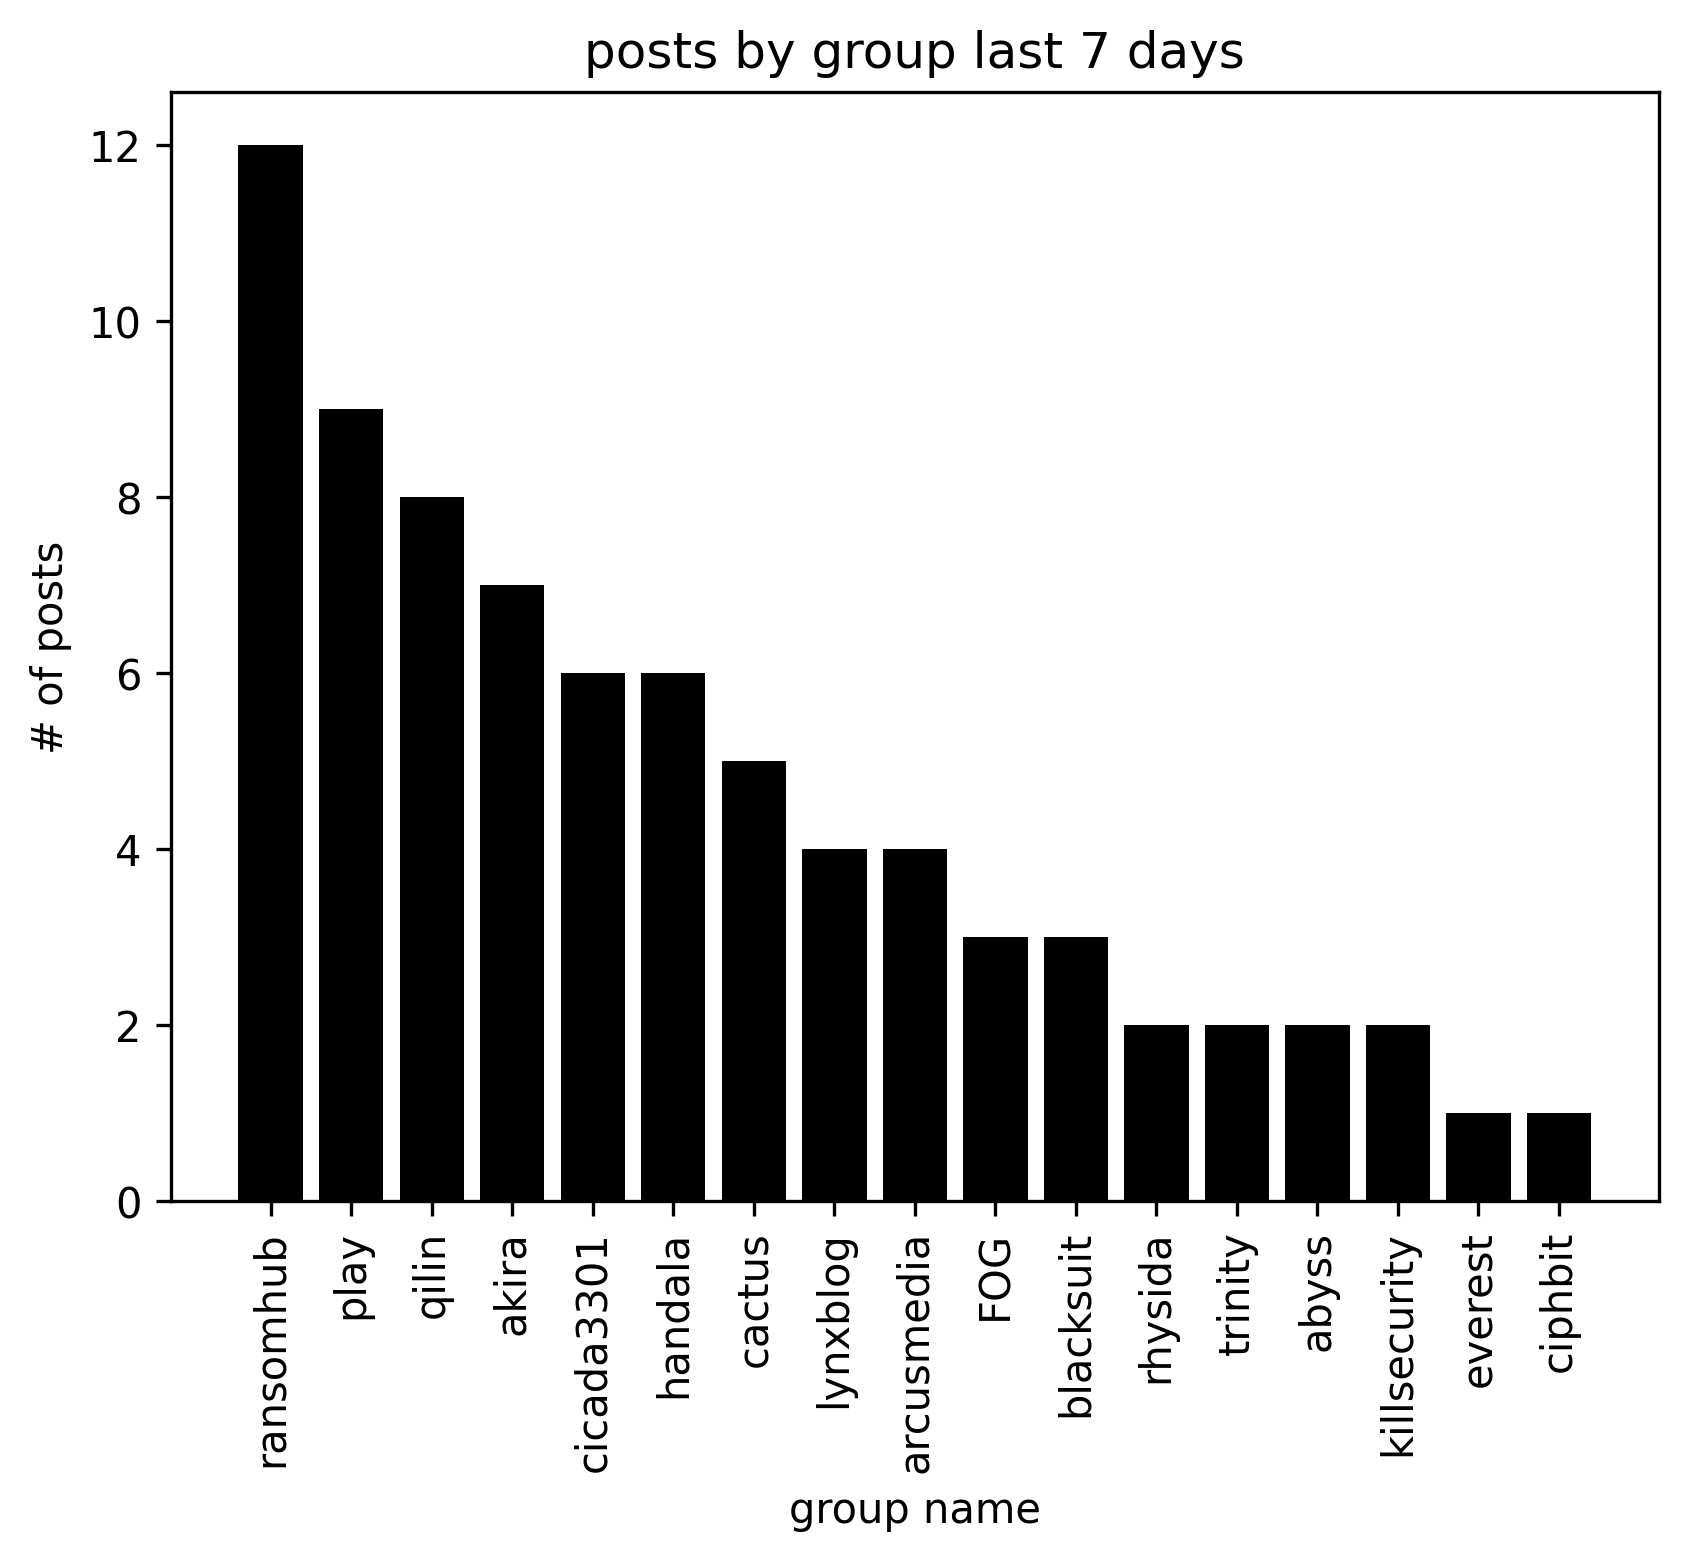 posts by group last 7 days
12
10
8
6
4
2
0
# of posts
ransomhub
play
qilin
akira
cicada3301
handala
cactus
lynxblog
arcusmedia
FOG
blacksuit
rhysida
trinity
abyss
killsecurity
everest
ciphbit
group name